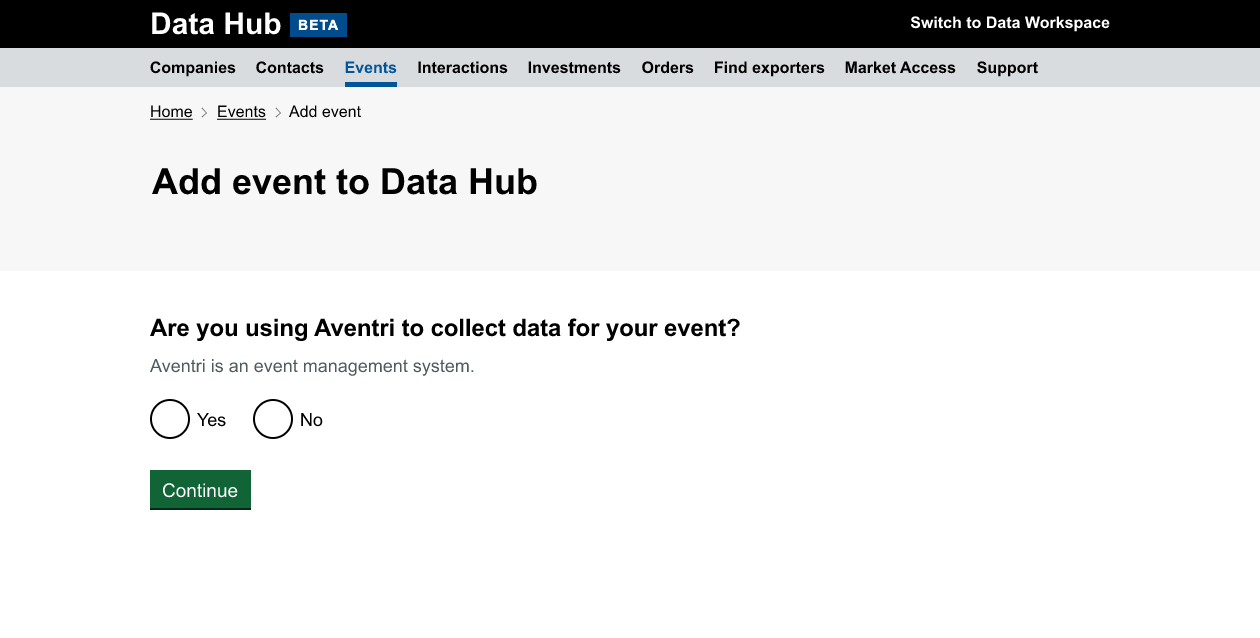 Data Hub BETA Switch to Data Workspace
Companies Contacts Events Interactions Investments Orders Find exporters Market Access Support
Home > Events > Add event
Add event to Data Hub
Are you using Aventri to collect data for your event?
Aventri is an event management system.
Yes No
Continue